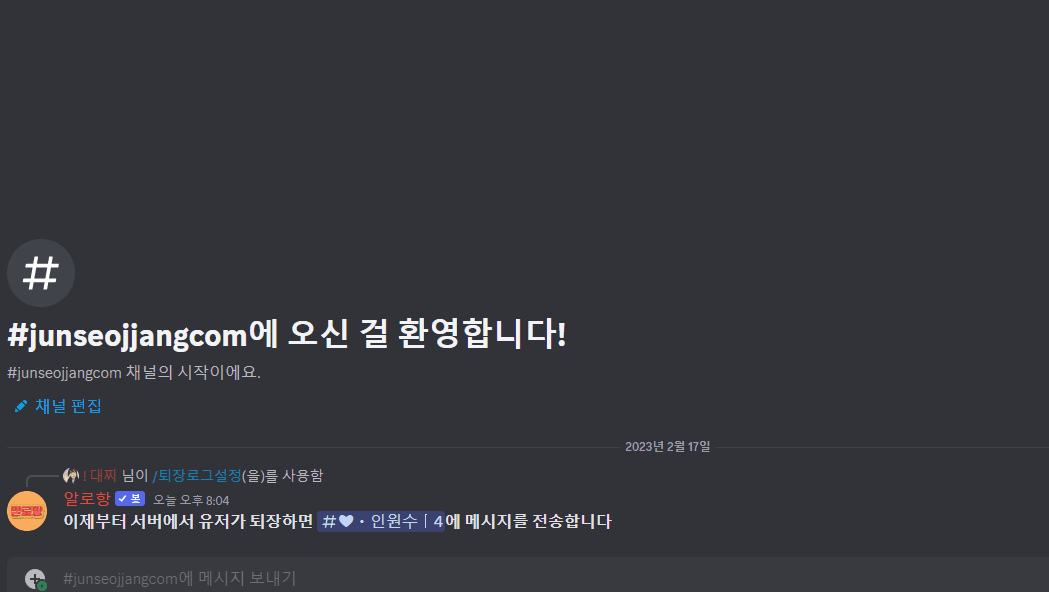 #junseojjangcom에 오신 걸 환영합니다!
#junseojjangcom 채널의 시작이에요.
채널 편집
2023년 2월 17일
! 대찌 님이 /퇴장로그설정(을)를 사용함
알로항 ✓ 봇 오늘 오후 8:04
이제부터 서버에서 유저가 퇴장하면 #♥・인원수「4에 메시지를 전송합니다
#junseojjangcom에 메시지 보내기